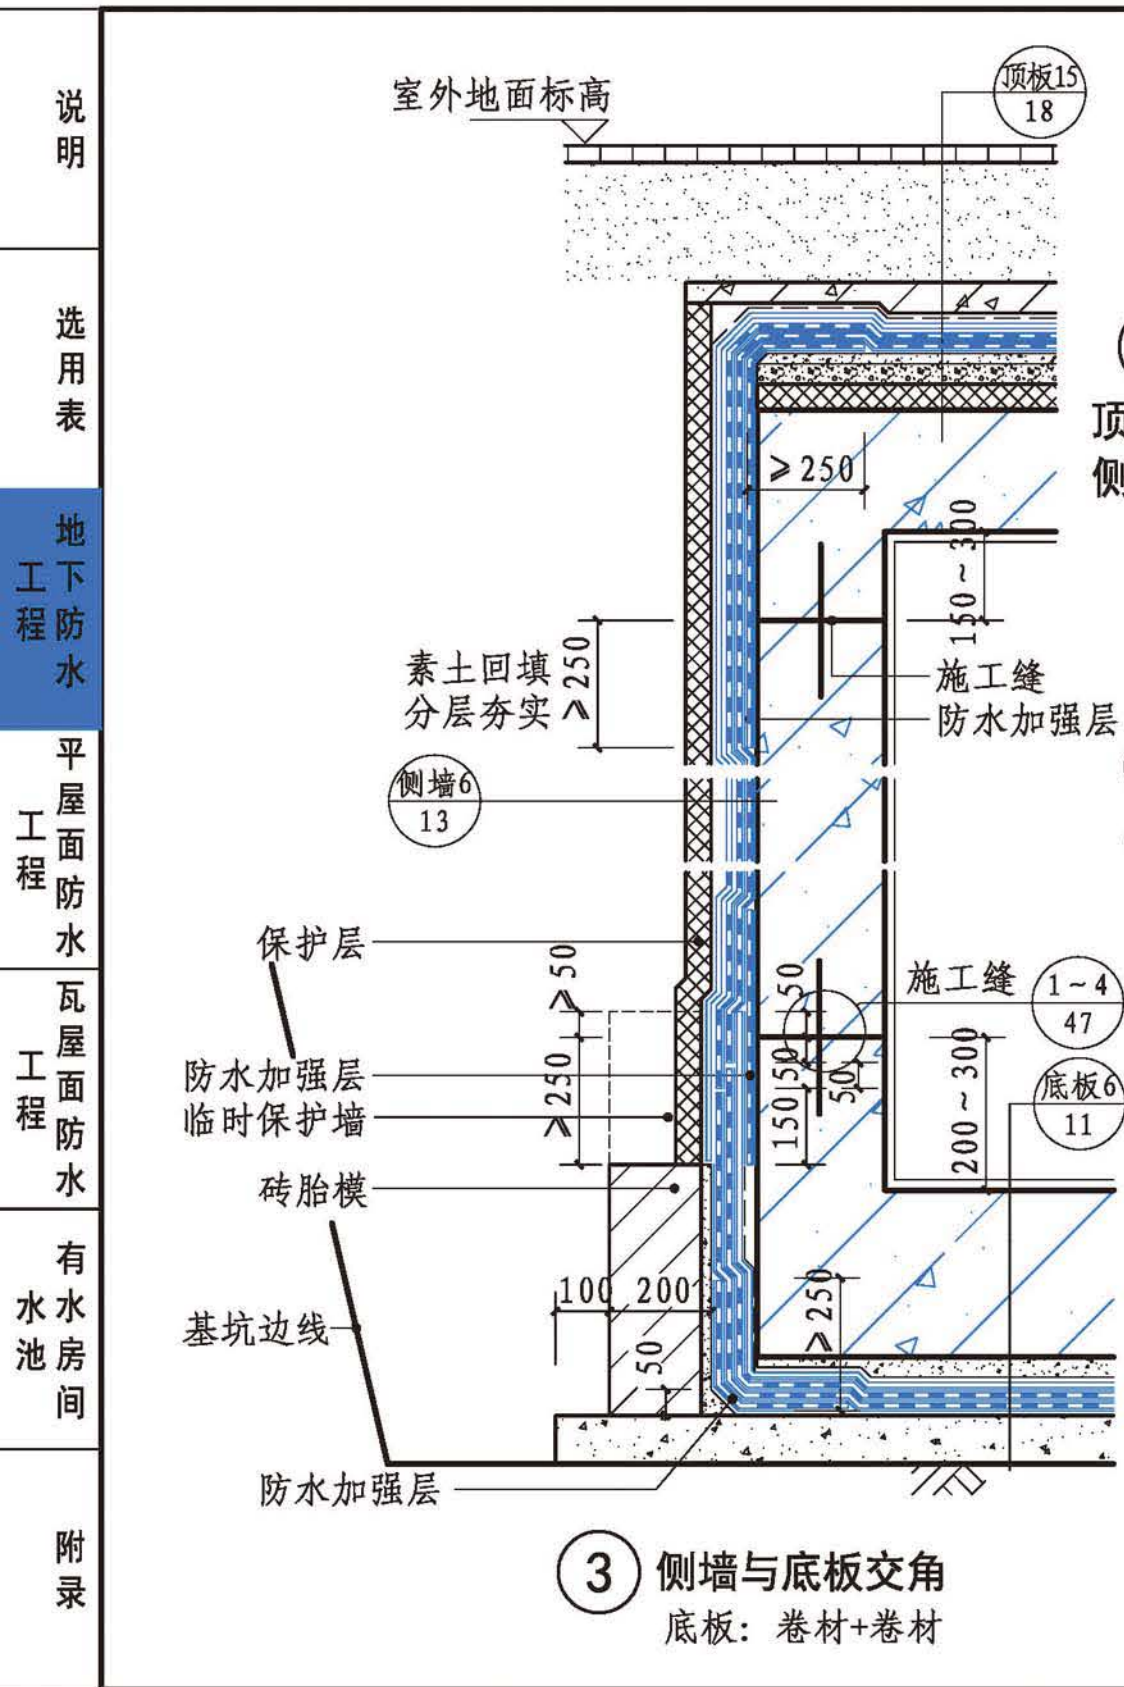 说明
选用表
地下防水
工程
平屋面防水
工程
瓦屋面防水
工程
有水房间
水池
附录
室外地面标高
顶板15
18
顶
侧
≥250
150~300
素土回填
分层夯实
≥250
施工缝
防水加强层
侧墙6
13
保护层
≥50
50
施工缝
1~4
47
防水加强层
临时保护墙
≥250
50
50
150
200~300
底板6
11
砖胎模
100
200
≥250
基坑边线
50
防水加强层
3 侧墙与底板交角
底板：卷材+卷材